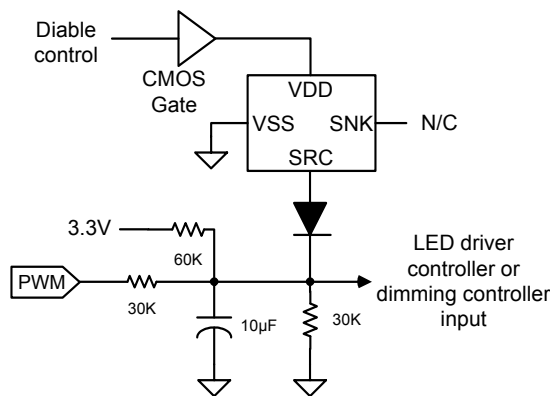 Diable
control
CMOS
Gate
VDD
VSS
SNK
N/C
SRC
3.3V
60K
PWM
30K
10µF
30K
LED driver
controller or
dimming controller
input